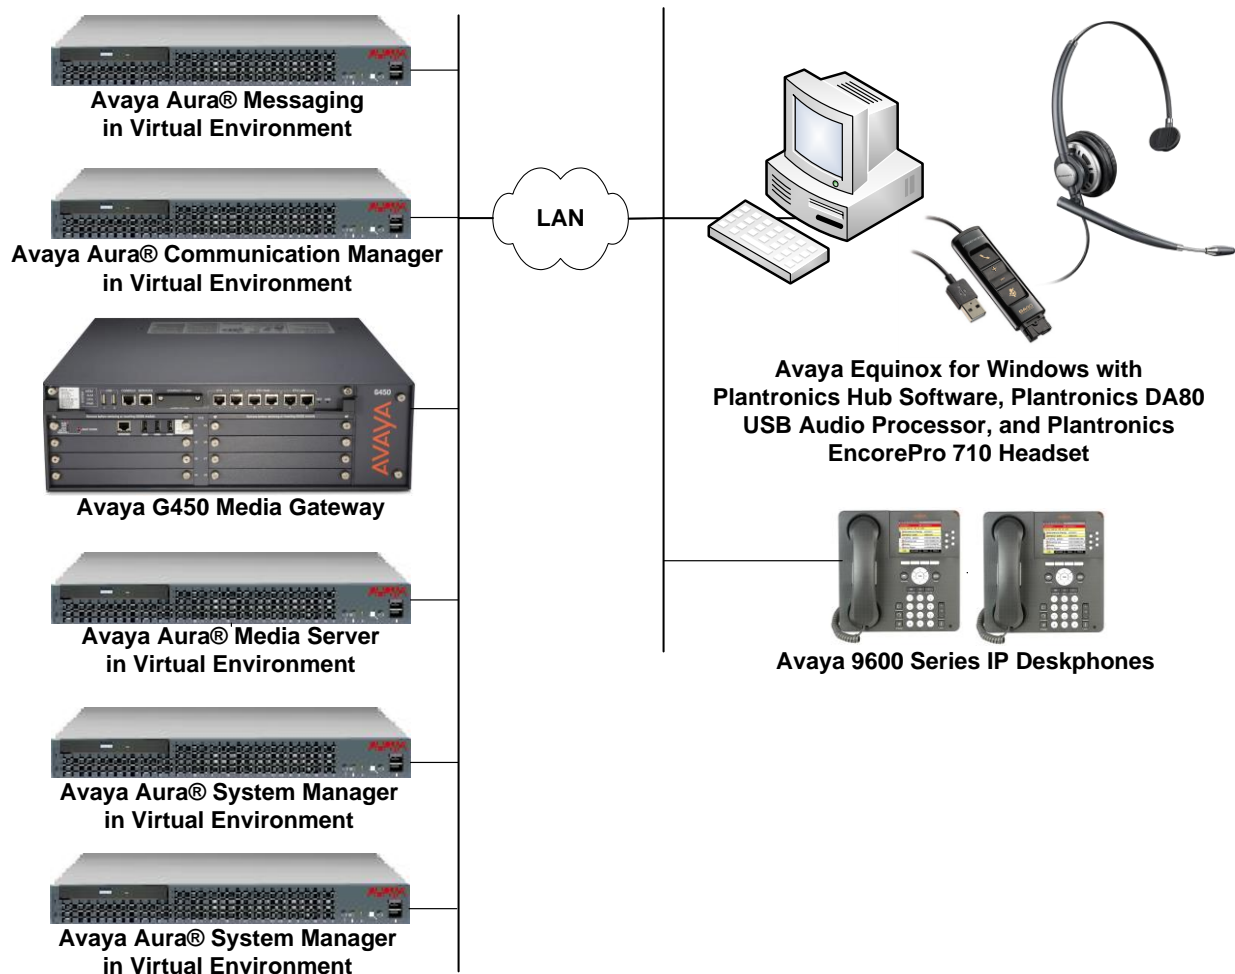 Avaya Aura® Messaging
in Virtual Environment
Avaya Aura® Communication Manager
in Virtual Environment
G450
AVAYA
Avaya G450 Media Gateway
Avaya Aura® Media Server
in Virtual Environment
Avaya Aura® System Manager
in Virtual Environment
Avaya Aura® System Manager
in Virtual Environment
LAN
Avaya Equinox for Windows with
Plantronics Hub Software, Plantronics DA80
USB Audio Processor, and Plantronics
EncorePro 710 Headset
Avaya 9600 Series IP Deskphones